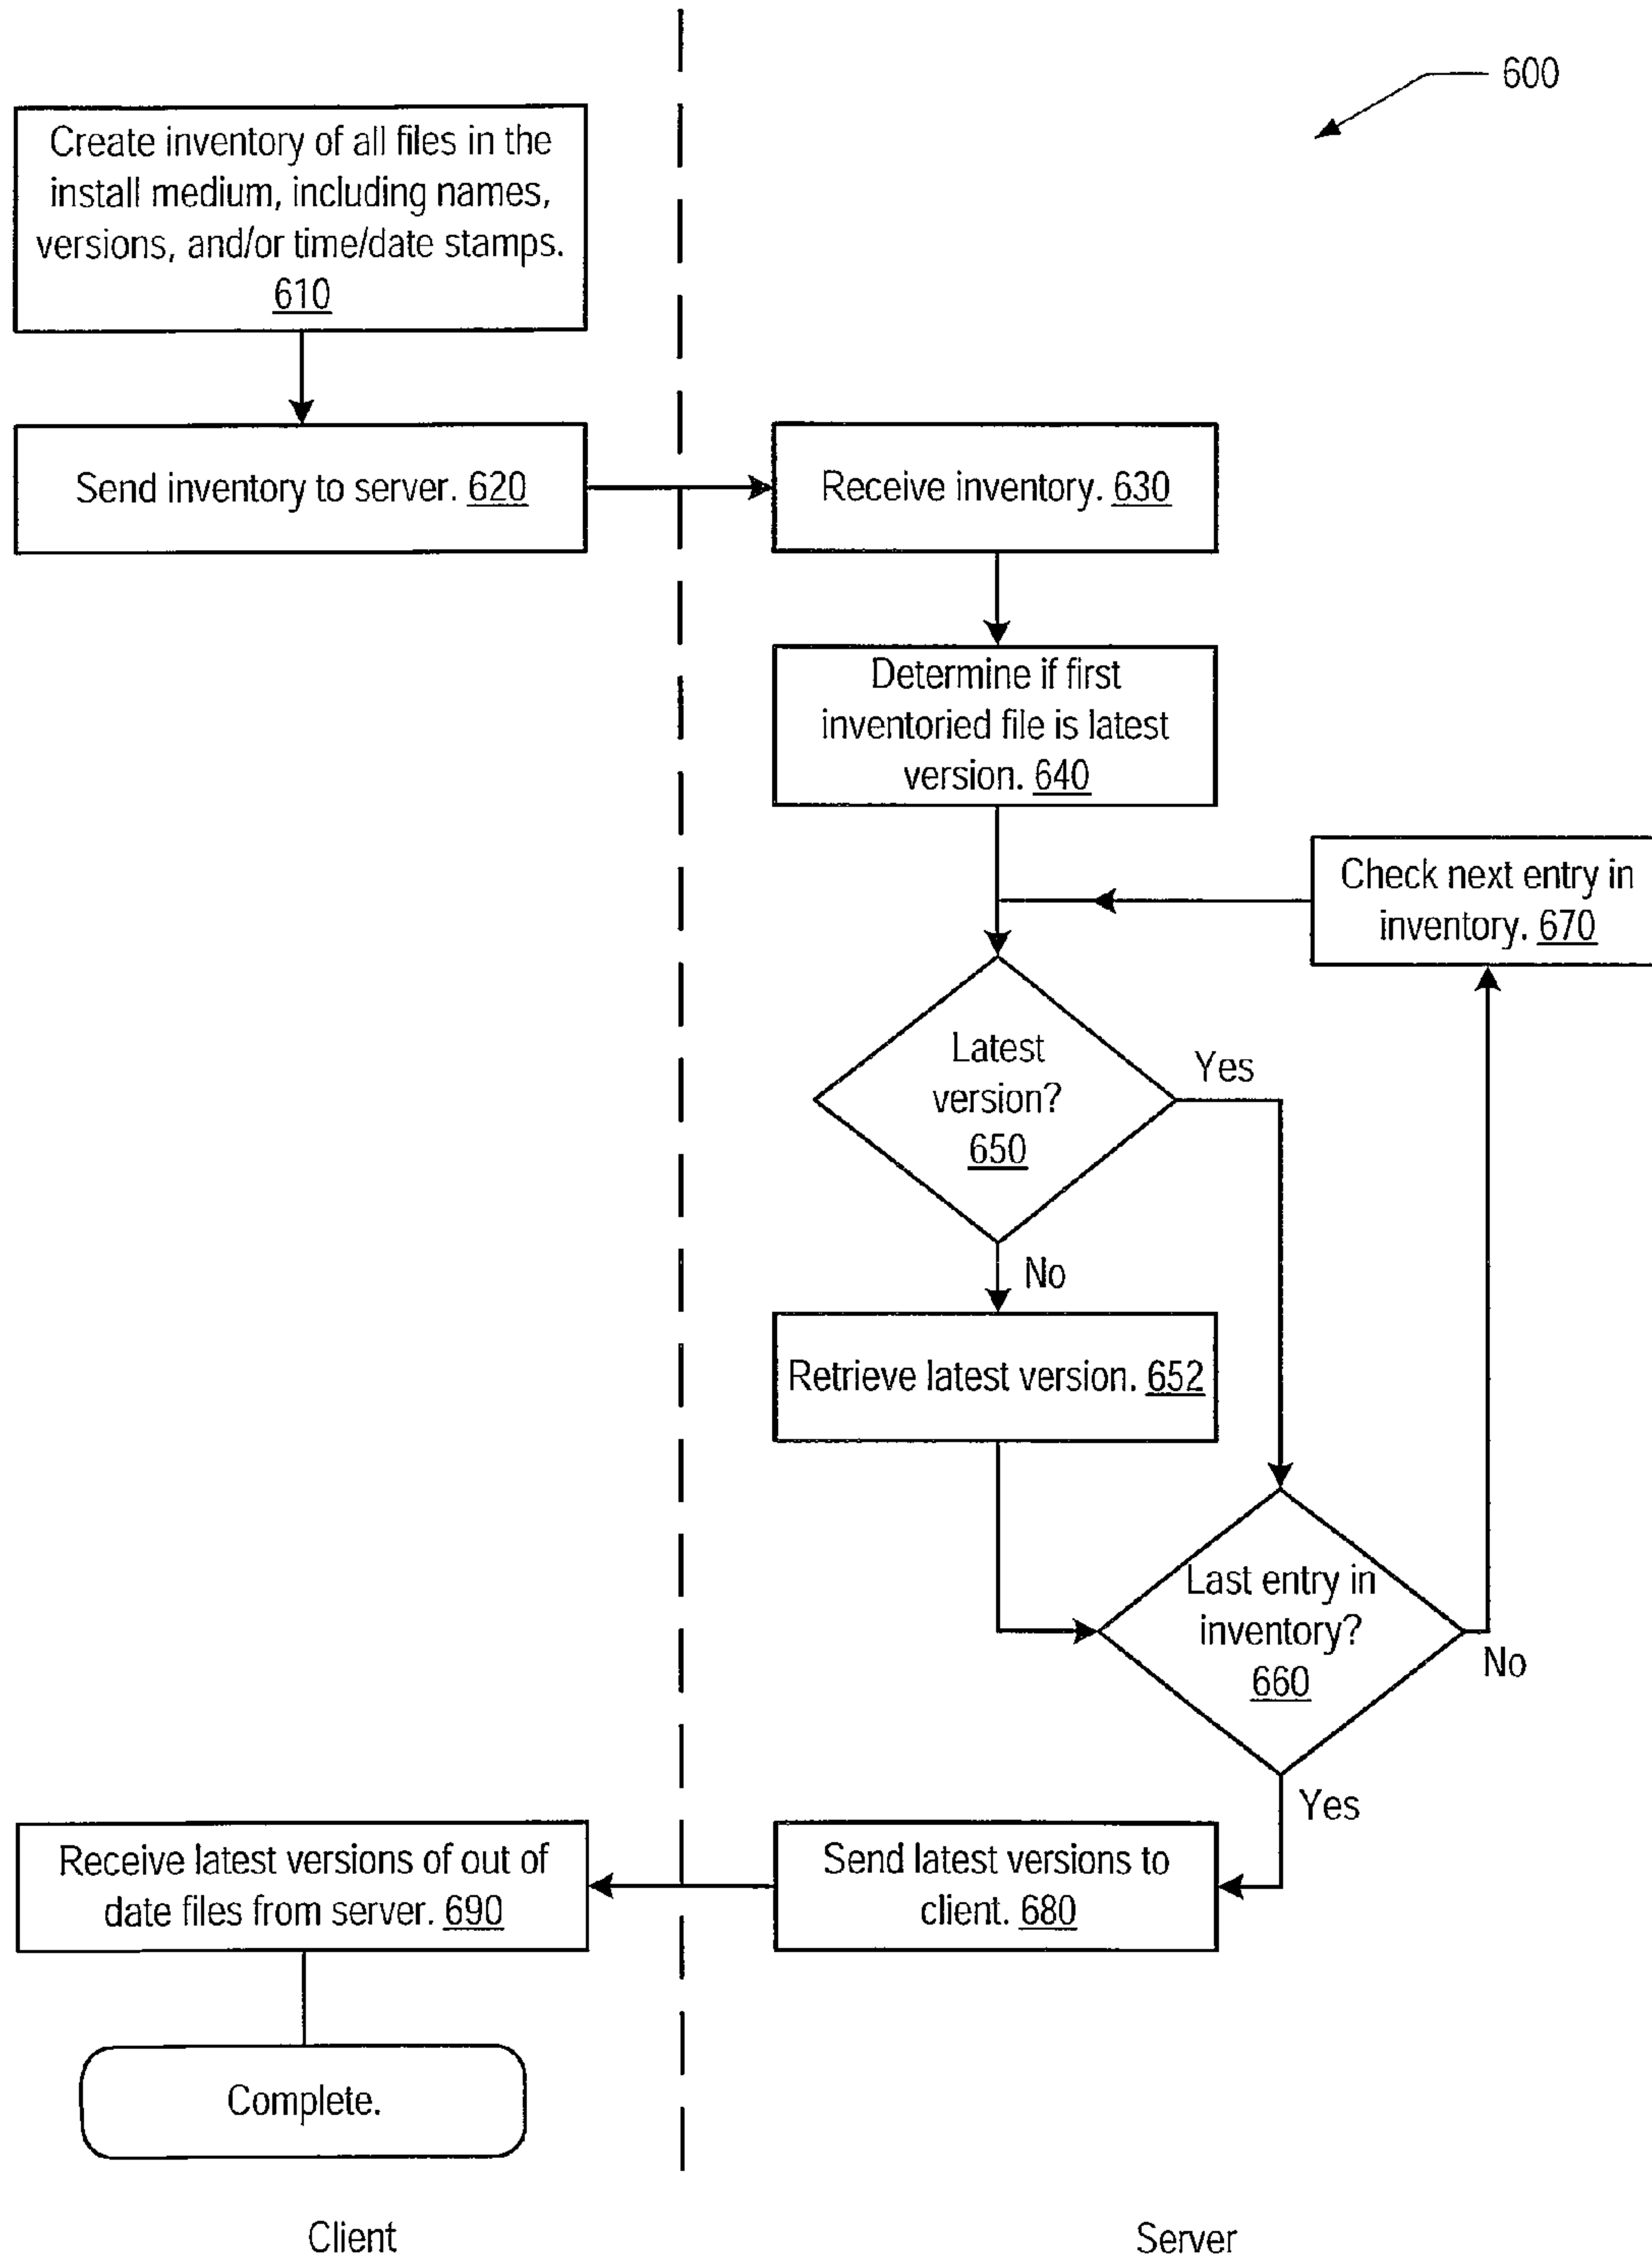 600
Create inventory of all files in the
install medium, including names,
versions, and/or time/date stamps.
610
Send inventory to server. 620
Receive inventory. 630
Determine if first
inventoried file is latest
version. 640
Check next entry in
inventory. 670
Latest
version?
650
Yes
No
Retrieve latest version. 652
Last entry in
inventory?
660
No
Yes
Send latest versions to
client. 680
Receive latest versions of out of
date files from server. 690
Complete.
Client
Server